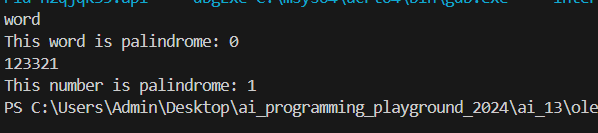 word
This word is palindrome: 0
123321
This number is palindrome: 1
PS C:\Users\Admin\Desktop\ai_programming_playground_2024\ai_13\ole